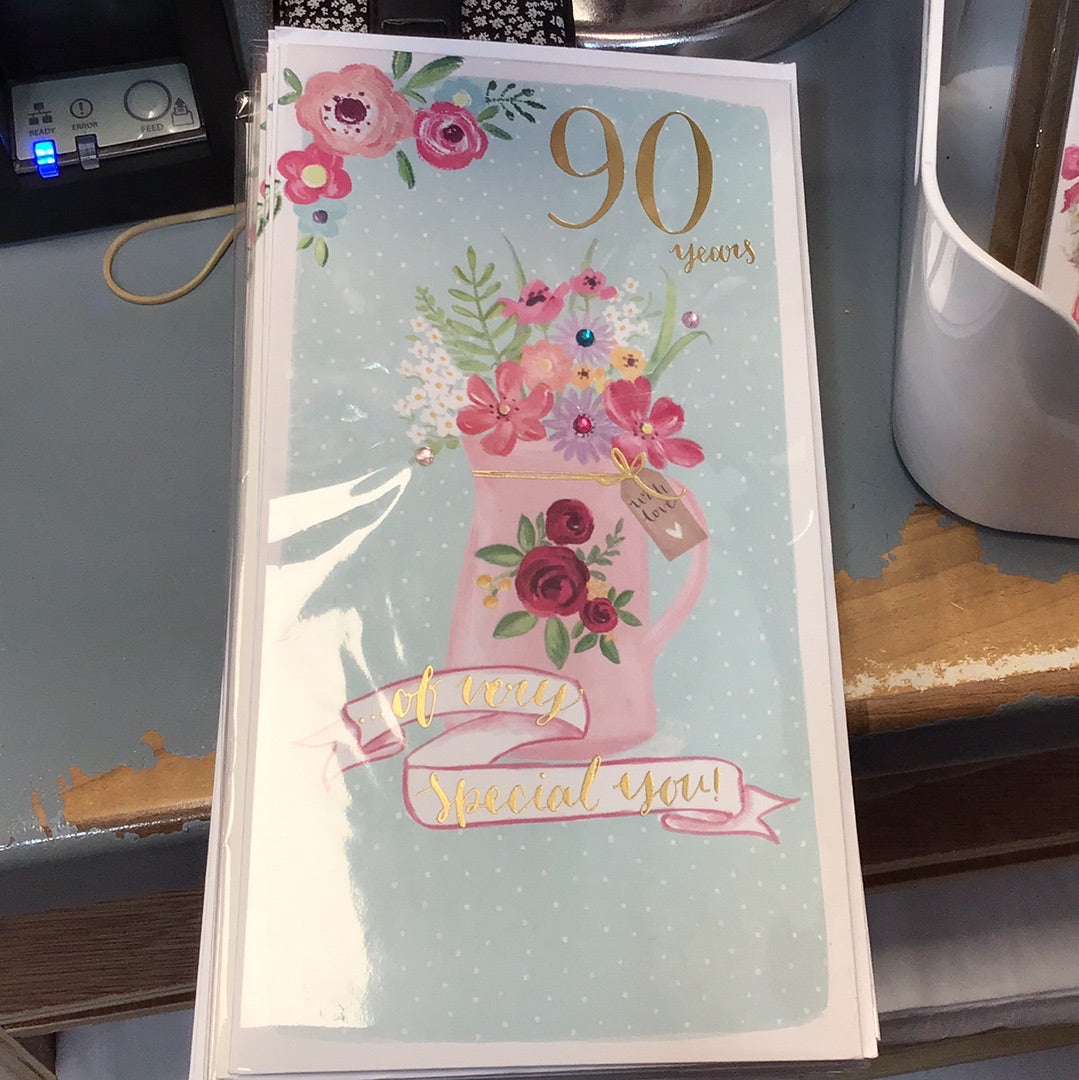 READY
ERROR
FEED
90
years
with
love
...of very
special you!